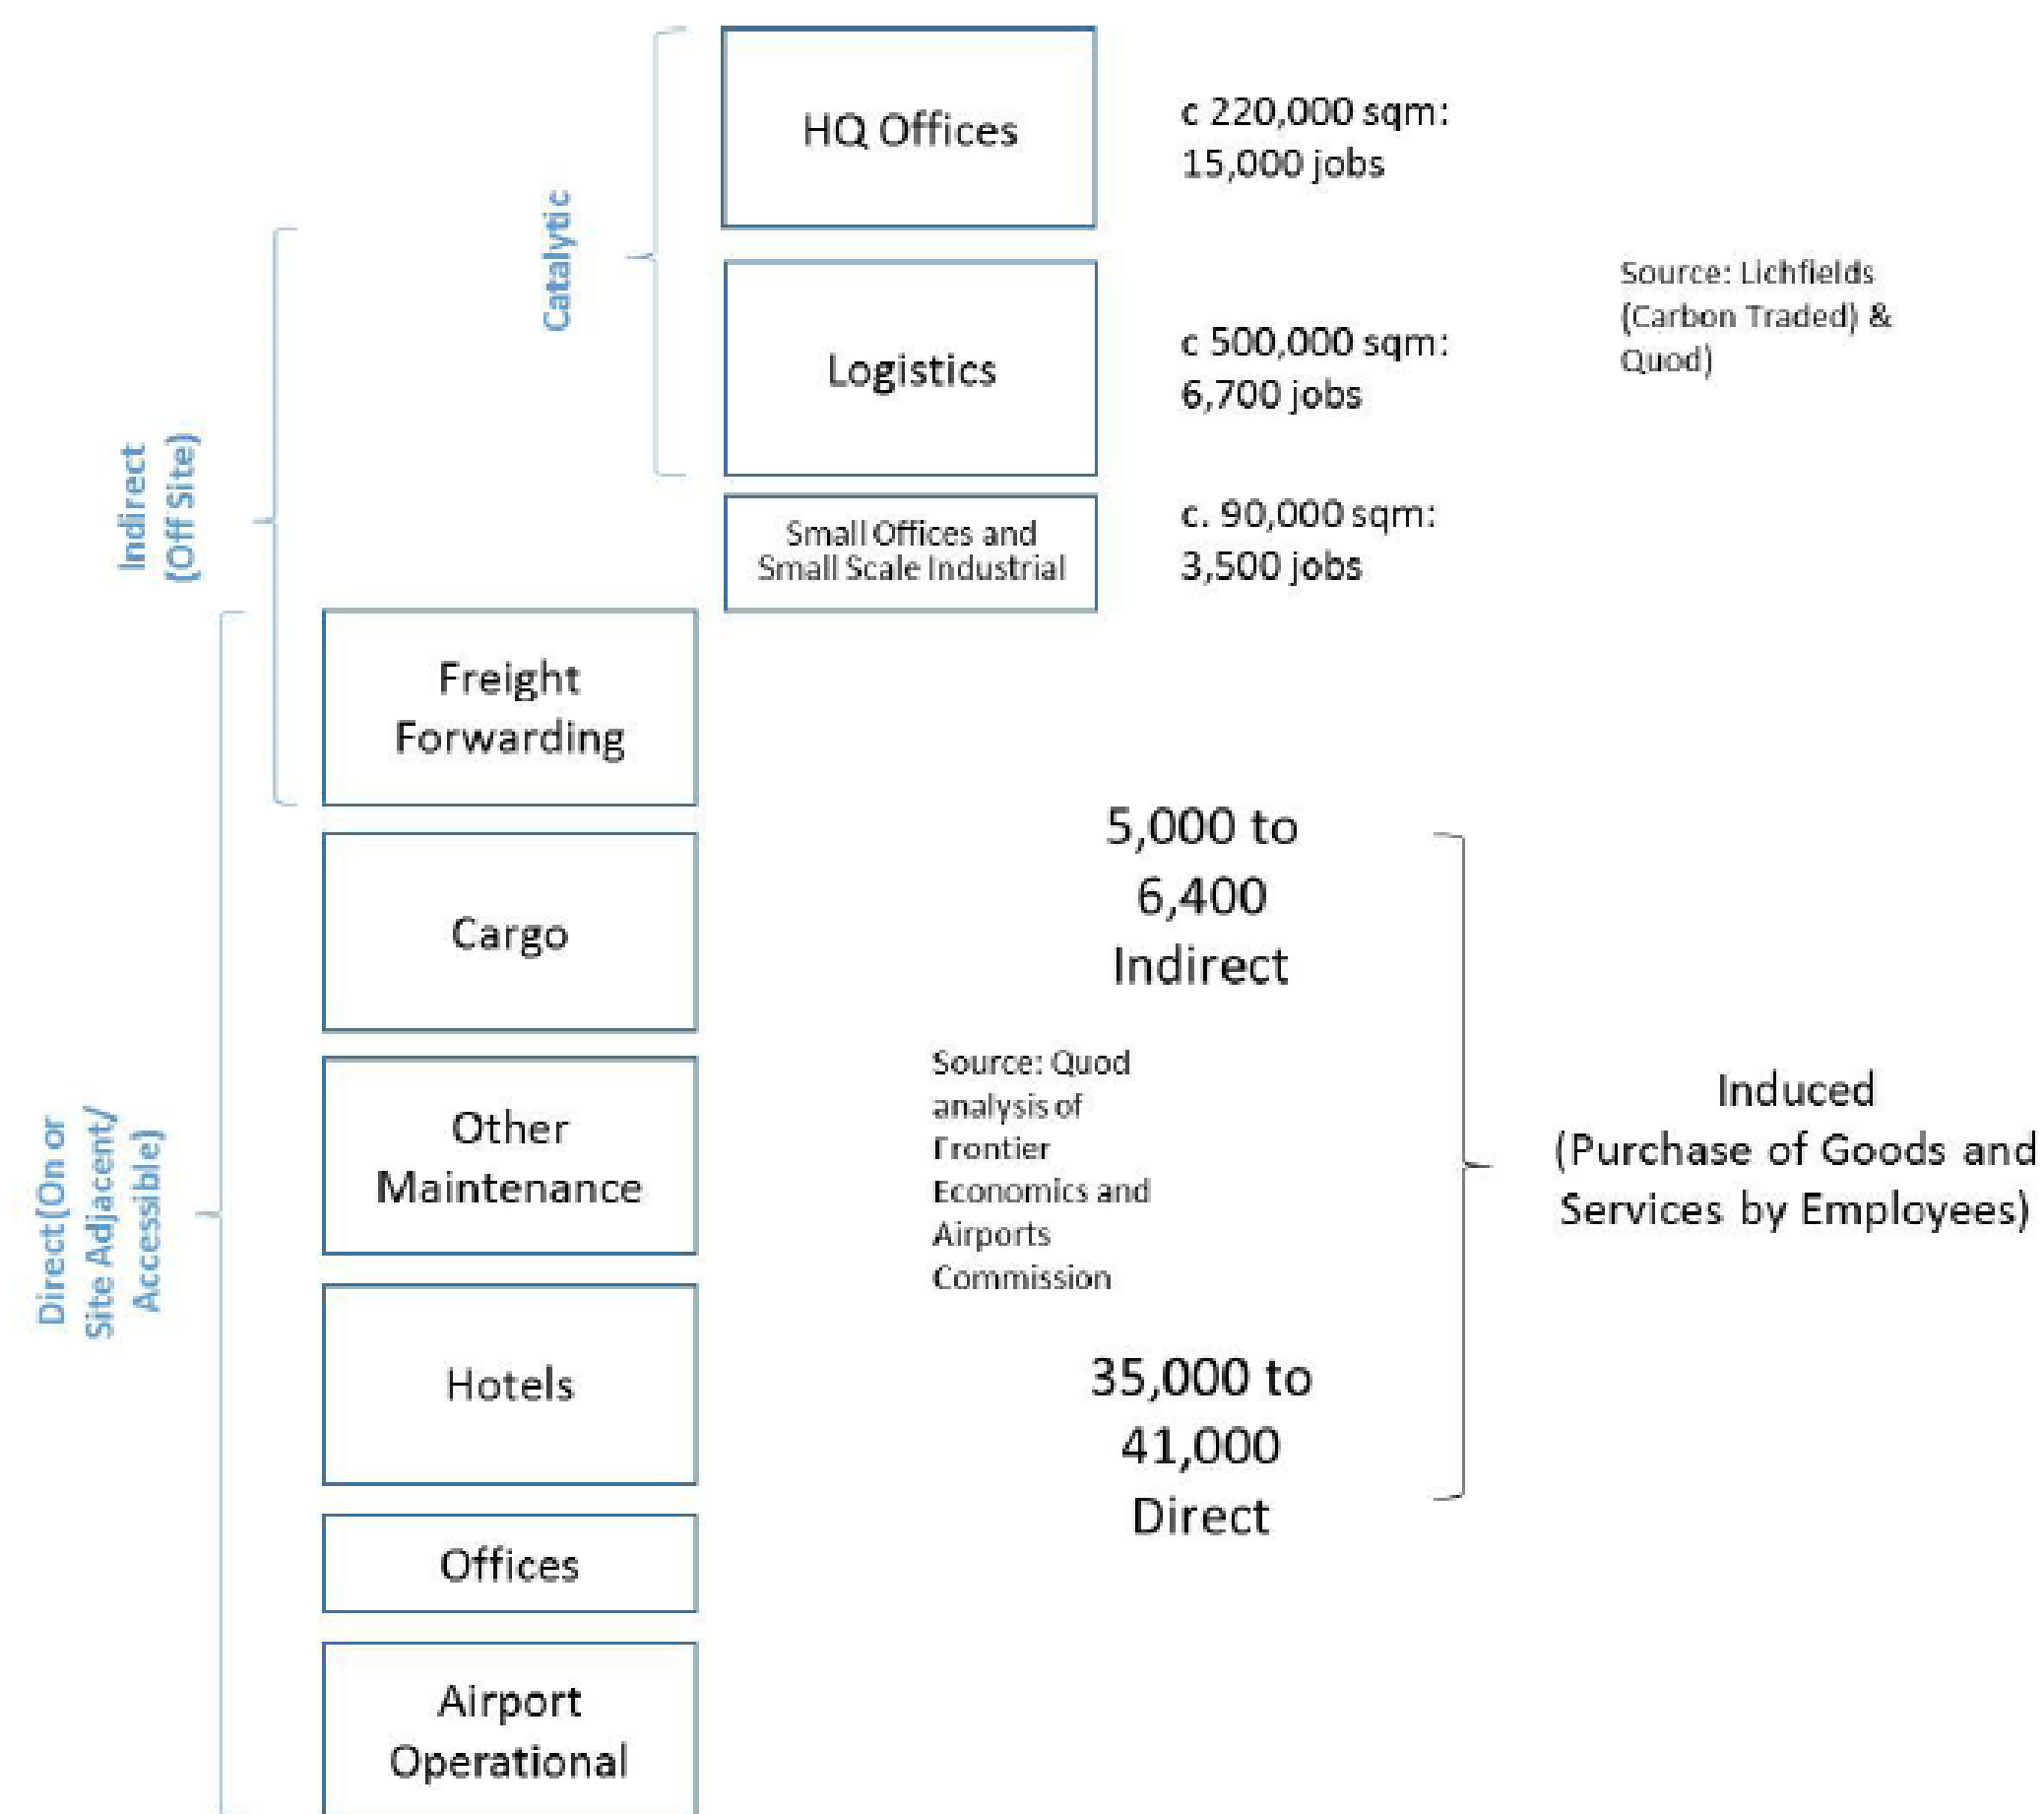 Catalytic
HQ Offices
c 220,000 sqm:
15,000 jobs
Logistics
c 500,000 sqm:
6,700 jobs
Source: Lichfields
(Carbon Traded) &
Quod)
Indirect
(Off Site)
Small Offices and
Small Scale Industrial
c. 90,000 sqm:
3,500 jobs
Freight
Forwarding
Cargo
5,000 to
6,400
Indirect
Direct(On or
Site Adjacent/
Accessible)
Other
Maintenance
Source: Quod
analysis of
Frontier
Economics and
Airports
Commission
Induced
(Purchase of Goods and
Services by Employees)
Hotels
35,000 to
41,000
Direct
Offices
Airport
Operational